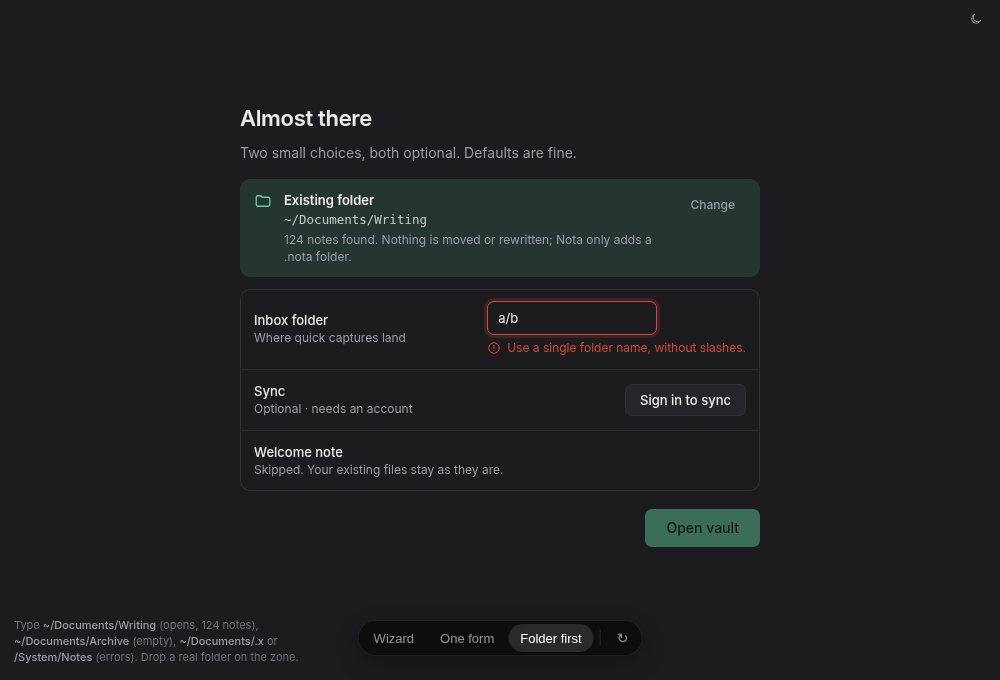 Almost there
Two small choices, both optional. Defaults are fine.
Existing folder
~/Documents/Writing
Change
124 notes found. Nothing is moved or rewritten; Nota only adds a
.nota folder.
Inbox folder
Where quick captures land
a/b
Use a single folder name, without slashes.
Sync
Optional · needs an account
Sign in to sync
Welcome note
Skipped. Your existing files stay as they are.
Open vault
Type ~/Documents/Writing (opens, 124 notes),
~/Documents/Archive (empty), ~/Documents/.x or
/System/Notes (errors). Drop a real folder on the zone.
Wizard
One form
Folder first
↻